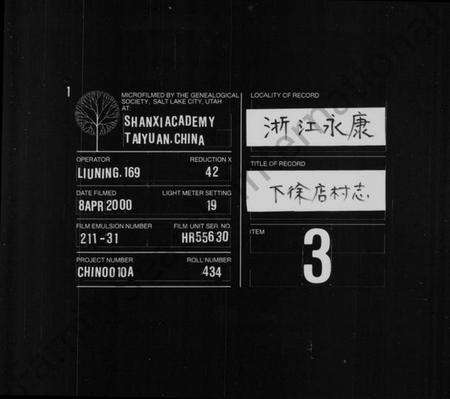 1
MICROFILMED BY THE GENEALOGICAL
SOCIETY, SALT LAKE CITY, UTAH
AT:
SHANXI ACADEMY
TAIYUAN. CHINA
OPERATOR REDUCTION X
LIUNING. 169 42
DATE FILMED LIGHT METER SETTING
8 APR 2000 19
FILM EMULSION NUMBER FILM UNIT SER. NO.
211-31 HR55630
PROJECT NUMBER ROLL NUMBER
CHINO010A 434
LOCALITY OF RECORD
浙江永康
TITLE OF RECORD
下徐店村志
ITEM
3